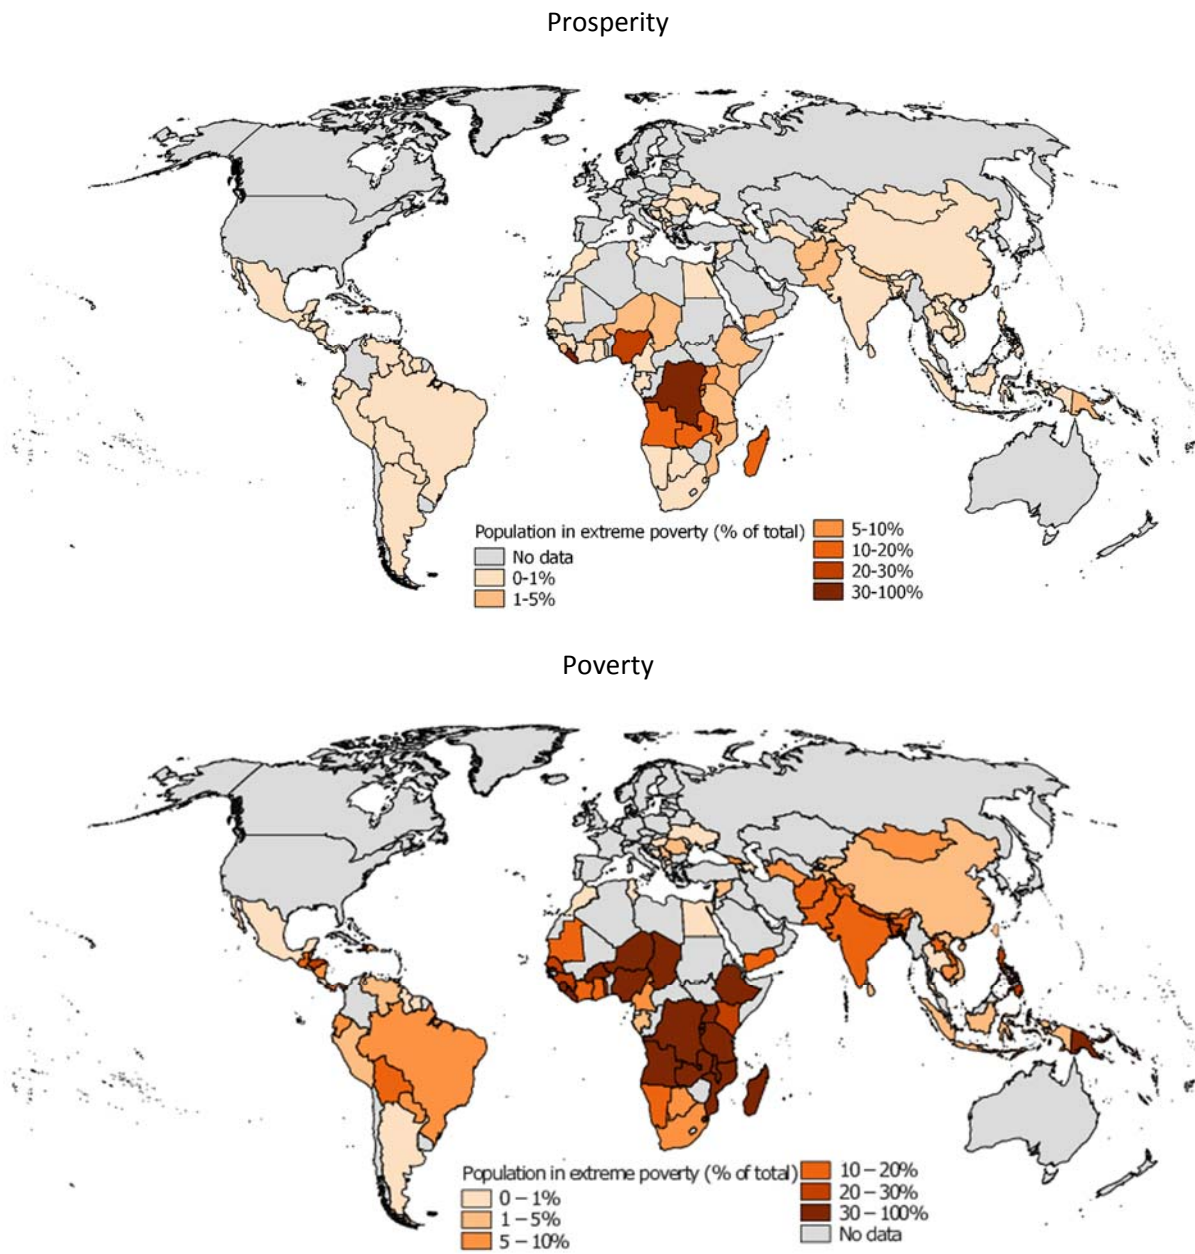 Prosperity
Population in extreme poverty (% of total)
No data
0-1%
1-5%
5-10%
10-20%
20-30%
30-100%
Poverty
Population in extreme poverty (% of total)
0 – 1%
1 – 5%
5 – 10%
10 – 20%
20 – 30%
30 – 100%
No data